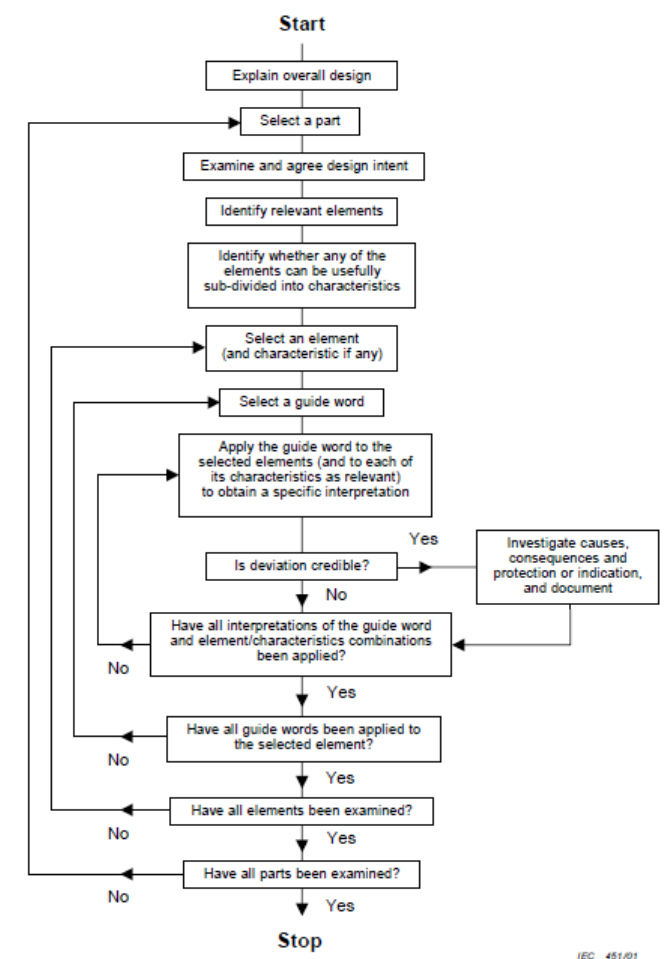 Start
Explain overall design
Select a part
Examine and agree design intent
Identify relevant elements
Identify whether any of the
elements can be usefully
sub-divided into characteristics
Select an element
(and characteristic if any)
Select a guide word
Apply the guide word to the
selected elements (and to each of
its characteristics as relevant)
to obtain a specific interpretation
Is deviation credible?
Yes
Investigate causes,
consequences and
protection or indication,
and document
No
Have all interpretations of the guide word
and element/characteristics combinations
been applied?
No
Yes
Have all guide words been applied to
the selected element?
No
Yes
Have all elements been examined?
No
Yes
Have all parts been examined?
No
Yes
Stop
IEC 451/01